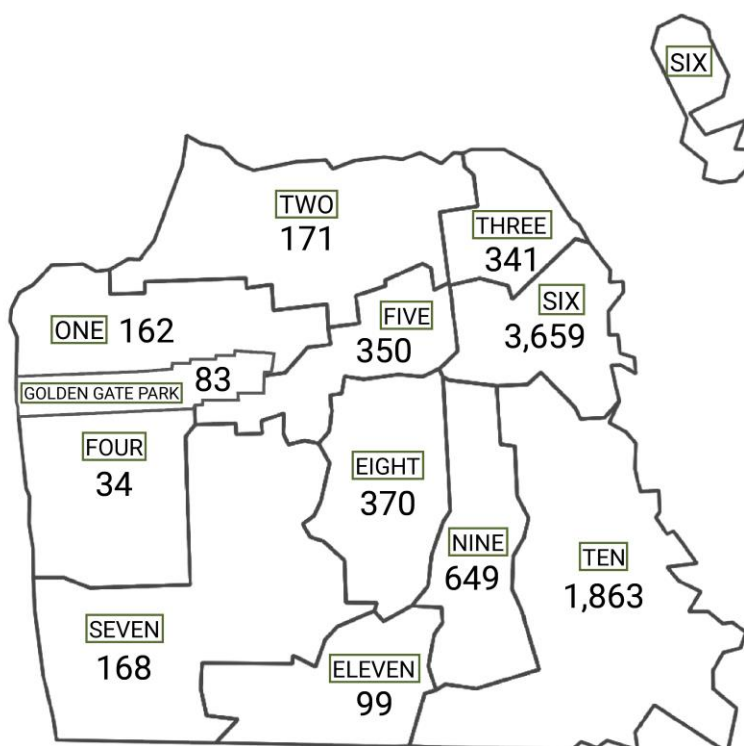 SIX
TWO
171
THREE
341
SIX
3,659
ONE 162
FIVE
350
GOLDEN GATE PARK 83
FOUR
34
EIGHT
370
NINE
649
TEN
1,863
SEVEN
168
ELEVEN
99